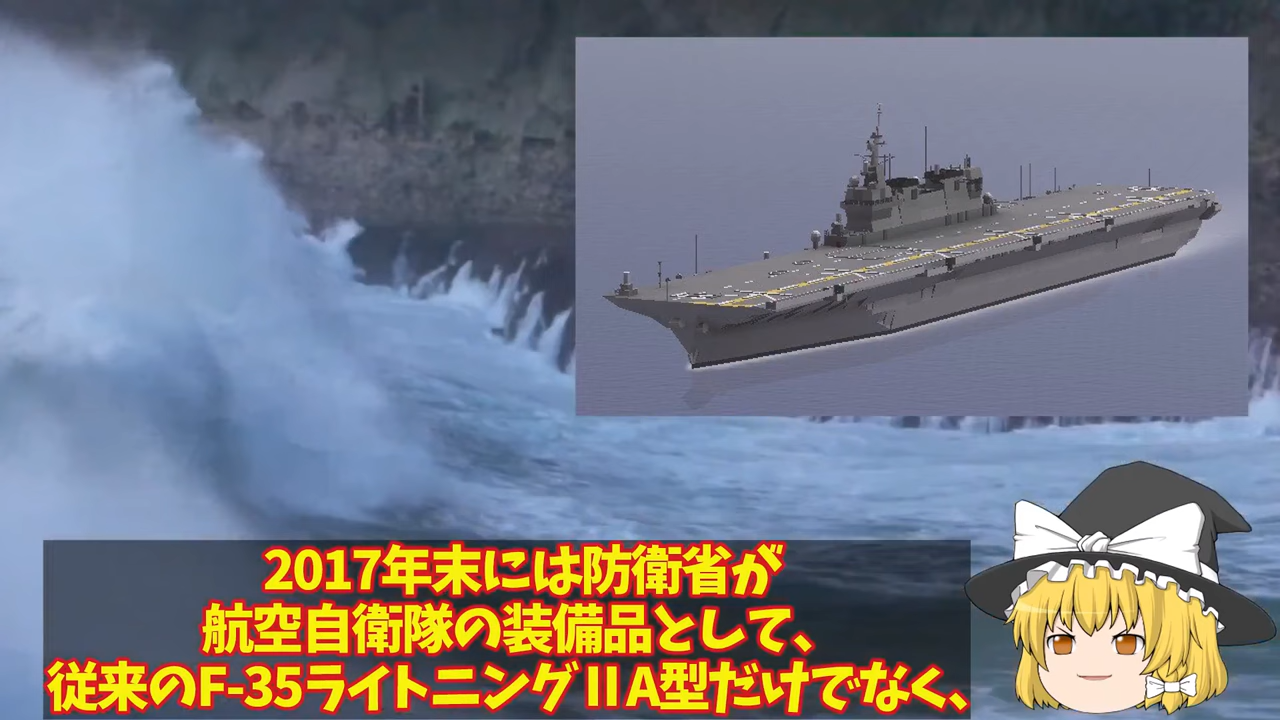 2017年末には防衛省が
航空自衛隊の装備品として、
従来のF-35ライトニングⅡA型だけでなく、